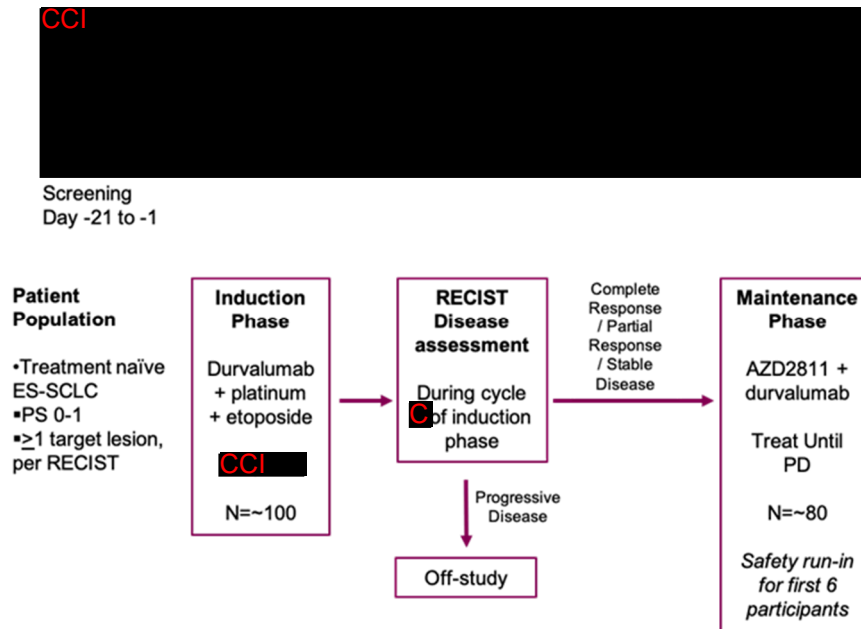 CCI
Screening
Day -21 to -1
Patient
Population
•Treatment naïve
ES-SCLC
▪PS 0-1
▪≥1 target lesion,
per RECIST
Induction
Phase
Durvalumab
+ platinum
+ etoposide
CCI
N=~100
RECIST
Disease
assessment
During cycle
C of induction
phase
Progressive
Disease
Off-study
Complete
Response
/ Partial
Response
/ Stable
Disease
Maintenance
Phase
AZD2811 +
durvalumab
Treat Until
PD
N=~80
Safety run-in
for first 6
participants